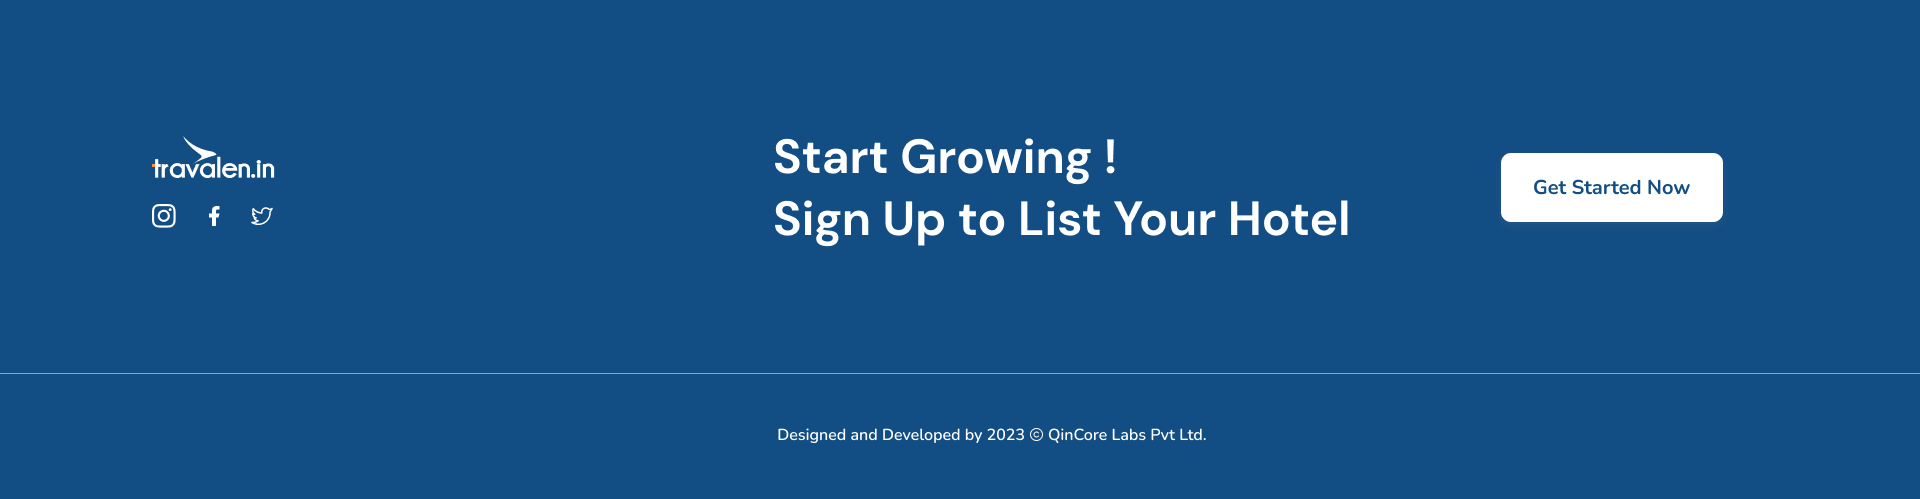 travalen.in
Start Growing !
Sign Up to List Your Hotel
Get Started Now
Designed and Developed by 2023 © QinCore Labs Pvt Ltd.